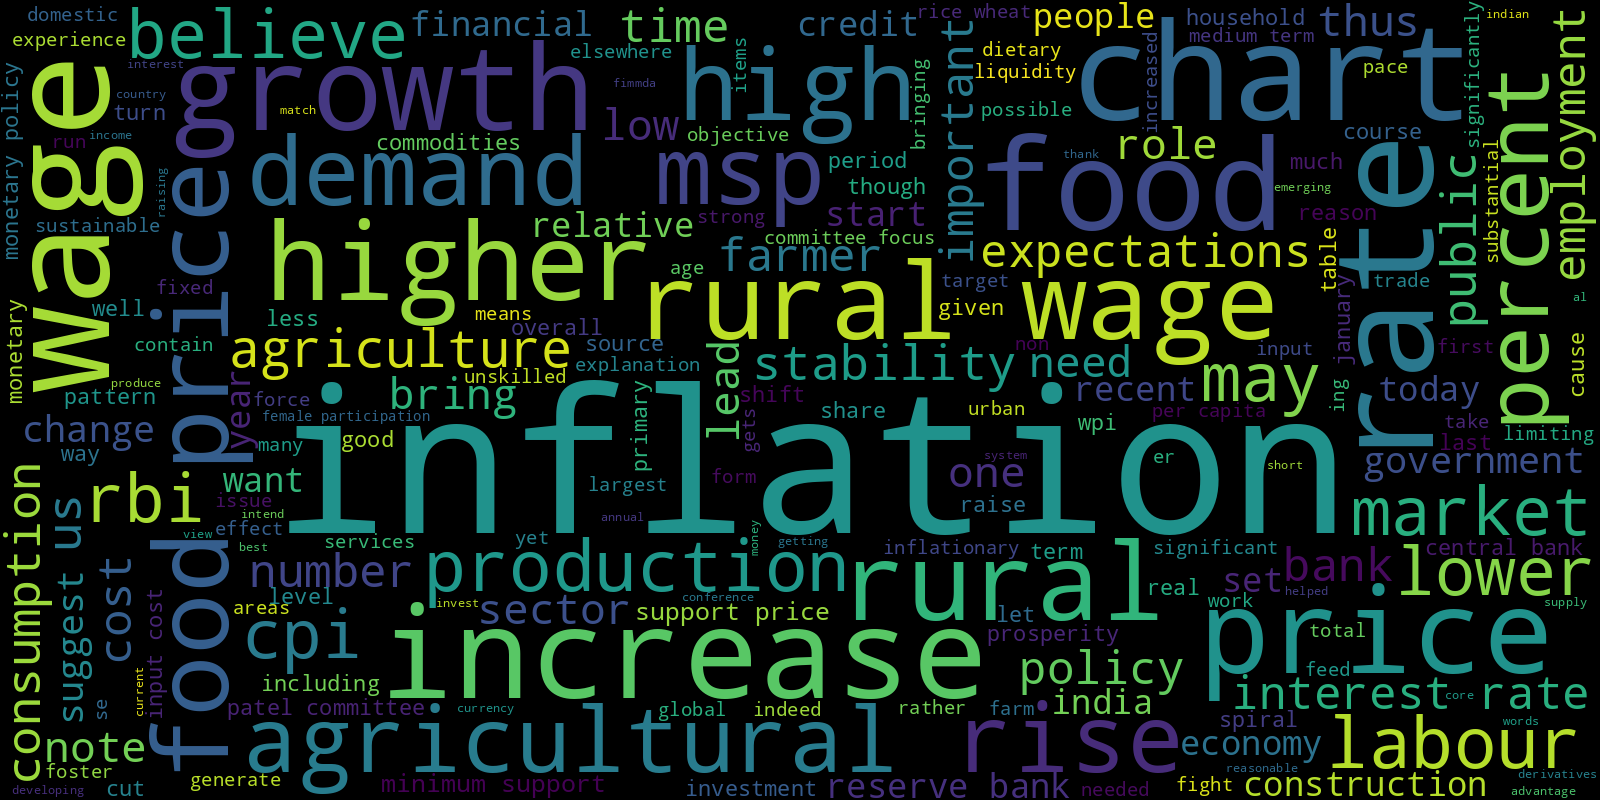 domestic
experience
believe
financial
time
credit
rice wheat
people
household
medium term
thus
indian
interest
growth
elsewhere
items
high
important
dietary
liquidity
chart
pace
significantly
wage
country
turn
match
fimmda
low
objective
bringing
possible
increased
percent
employment
monetary policy
run
income
commodities
demand
msp
period
though
food
role
thank
course
much
emerging
public
substantial
raising
price
sustainable
higher
relative
strong
start
committee focus
farmer
age
expectations
reason
table
rate
trade
al
fixed
well
less
means
rural wage
target
given
january
first
cause
monetary
contain
agriculture
overall
source
explanation
unskilled
lead
stability
need
non
input
may
ing
recent
today
produce
pattern
year
force
bring
female participation
primary
shift
gets
share
urban
wpi
per capita
take
last
limiting
change
way
many
good
inflation
one
system
er
short
government
rbi
want
issue
intend
largest
form
raise
annual
market
consumption
suggest us
cost
view
effect
best
services
yet
money
getting
inflationary
term
significant
bank
central bank
food price
number
production
rural
real
set
helped
lower
supply
level
areas
invest
sector
support price
conference
let
work
input cost
cpi
increase
prosperity
price
total
feed
se
current
including
policy
interest rate
core
patel committee
currency
global
indeed
rather
farm
india
spiral
words
note
foster
developing
cut
agricultural
generate
minimum support
investment
reserve bank
rise
needed
economy
reasonable
fight
construction
labour
derivatives
advantage